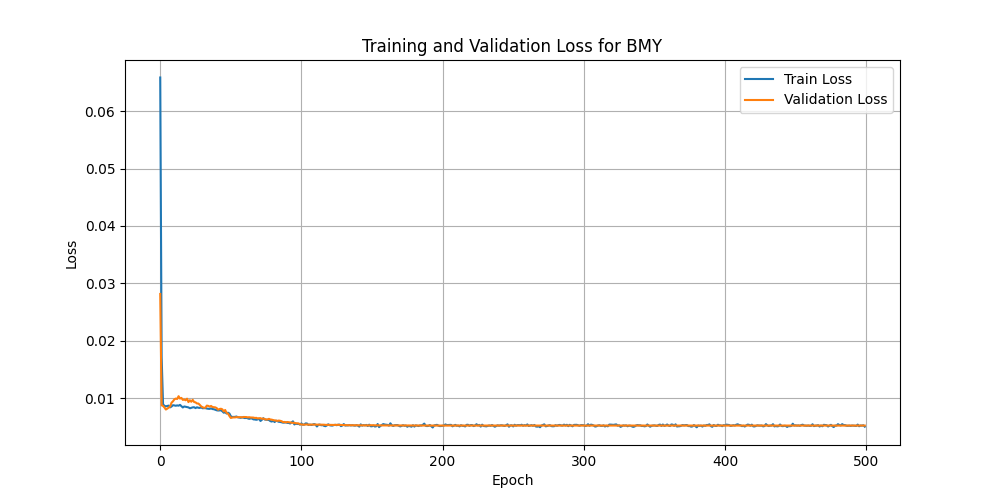 Training and Validation Loss for BMY
Train Loss
Validation Loss
0.06
0.05
0.04
0.03
0.02
0.01
Loss
0 100 200 300 400 500
Epoch